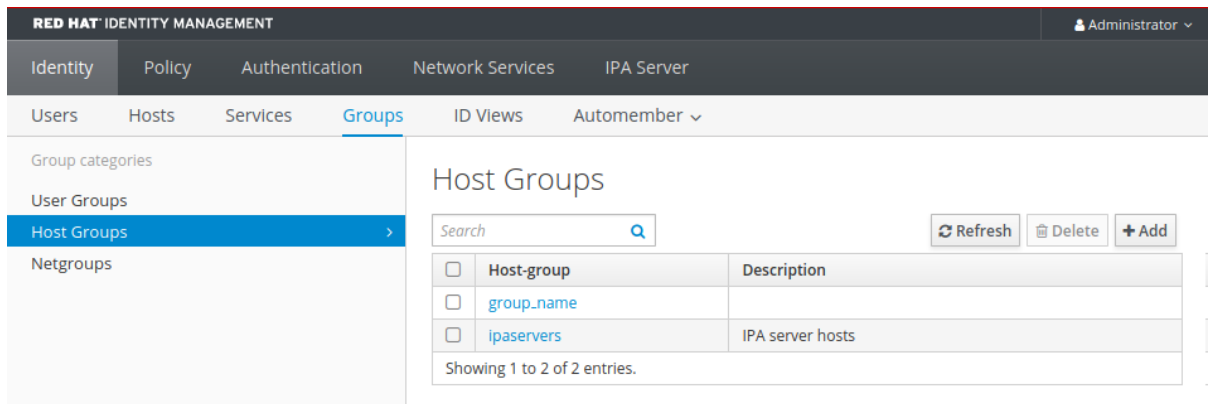 RED HAT IDENTITY MANAGEMENT Administrator
Identity Policy Authentication Network Services IPA Server
Users Hosts Services Groups ID Views Automember
Group categories
User Groups
Host Groups
Netgroups
Host Groups
Search Refresh Delete + Add
Host-group Description
group_name
ipaservers IPA server hosts
Showing 1 to 2 of 2 entries.